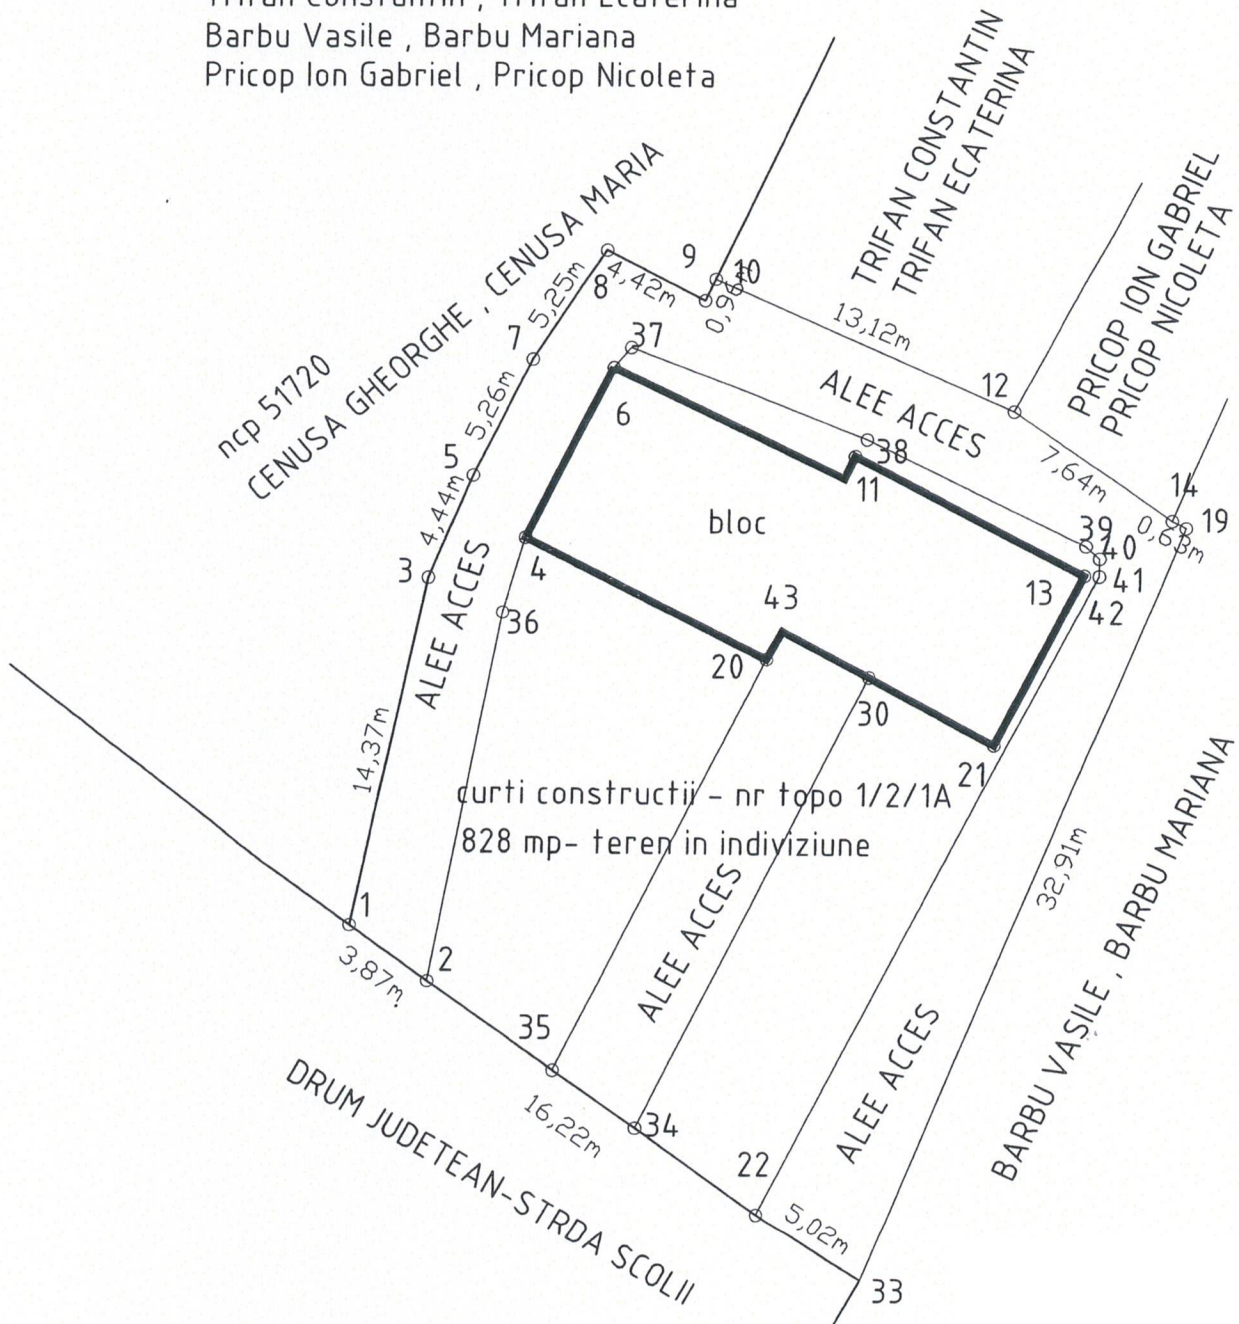 Trifan Constantin , Trifan Ecaterina
Barbu Vasile , Barbu Mariana
Pricop Ion Gabriel , Pricop Nicoleta
TRIFAN CONSTANTIN
TRIFAN ECATERINA
PRICOP ION GABRIEL
PRICOP NICOLETA
ncp 51720
CENUSA GHEORGHE , CENUSA MARIA
9
10
8
4,42m
5,25m
7
13,12m
37
12
ALEE ACCES
6
5,26m
5
38
11
7,64m
14
19
0,63m
4,44m
bloc
39
40
3
4
13
41
42
ALEE ACCES
36
43
20
30
14,37m
21
curti constructii - nr topo 1/2/1A
828 mp- teren in indiviziune
32,91m
BARBU VASILE , BARBU MARIANA
ALEE ACCES
1
2
3,87m
35
34
16,22m
ALEE ACCES
22
5,02m
33
DRUM JUDETEAN-STRDA SCOLII